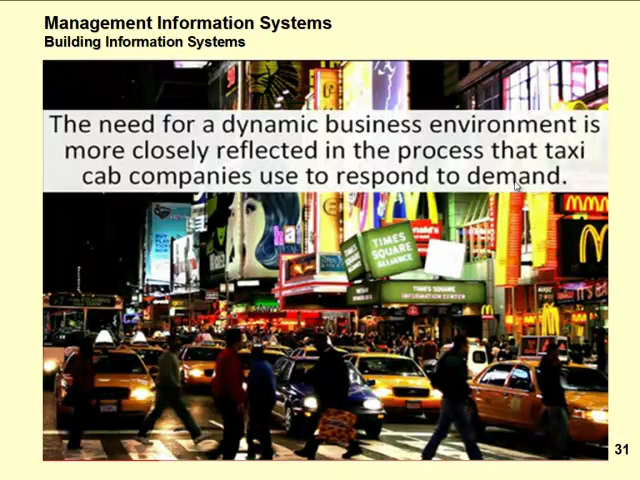 Management Information Systems
Building Information Systems
The need for a dynamic business environment is
more closely reflected in the process that taxi
cab companies use to respond to demand.
TIMES
SQUARE
ALLIANCE
TIMES SQUARE
INFORMATION CENTER
31